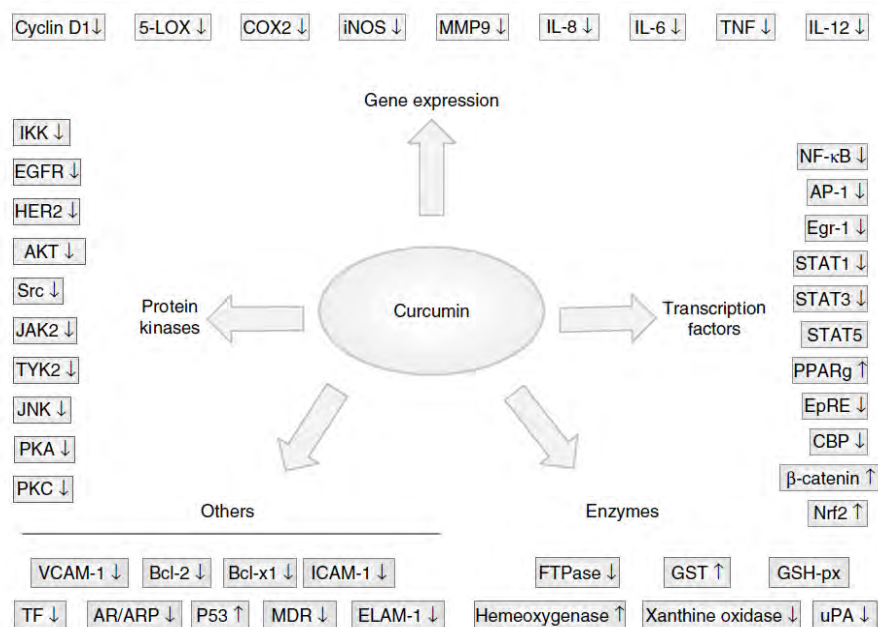 Cyclin D1↓ 5-LOX ↓ COX2 ↓ iNOS ↓ MMP9 ↓ IL-8 ↓ IL-6 ↓ TNF ↓ IL-12 ↓
Gene expression
IKK ↓
EGFR ↓
HER2 ↓
AKT ↓
Src ↓
JAK2 ↓
TYK2 ↓
JNK ↓
PKA ↓
PKC ↓
Protein
kinases
Curcumin
Transcription
factors
NF-κB ↓
AP-1 ↓
Egr-1 ↓
STAT1 ↓
STAT3 ↓
STAT5
PPARg ↑
EpRE ↓
CBP ↓
β-catenin ↑
Nrf2 ↑
Others
VCAM-1 ↓ Bcl-2 ↓ Bcl-x1 ↓ ICAM-1 ↓
TF ↓ AR/ARP ↓ P53 ↑ MDR ↓ ELAM-1 ↓
Enzymes
FTPase ↓ GST ↑ GSH-px
Hemeoxygenase ↑ Xanthine oxidase ↓ uPA ↓